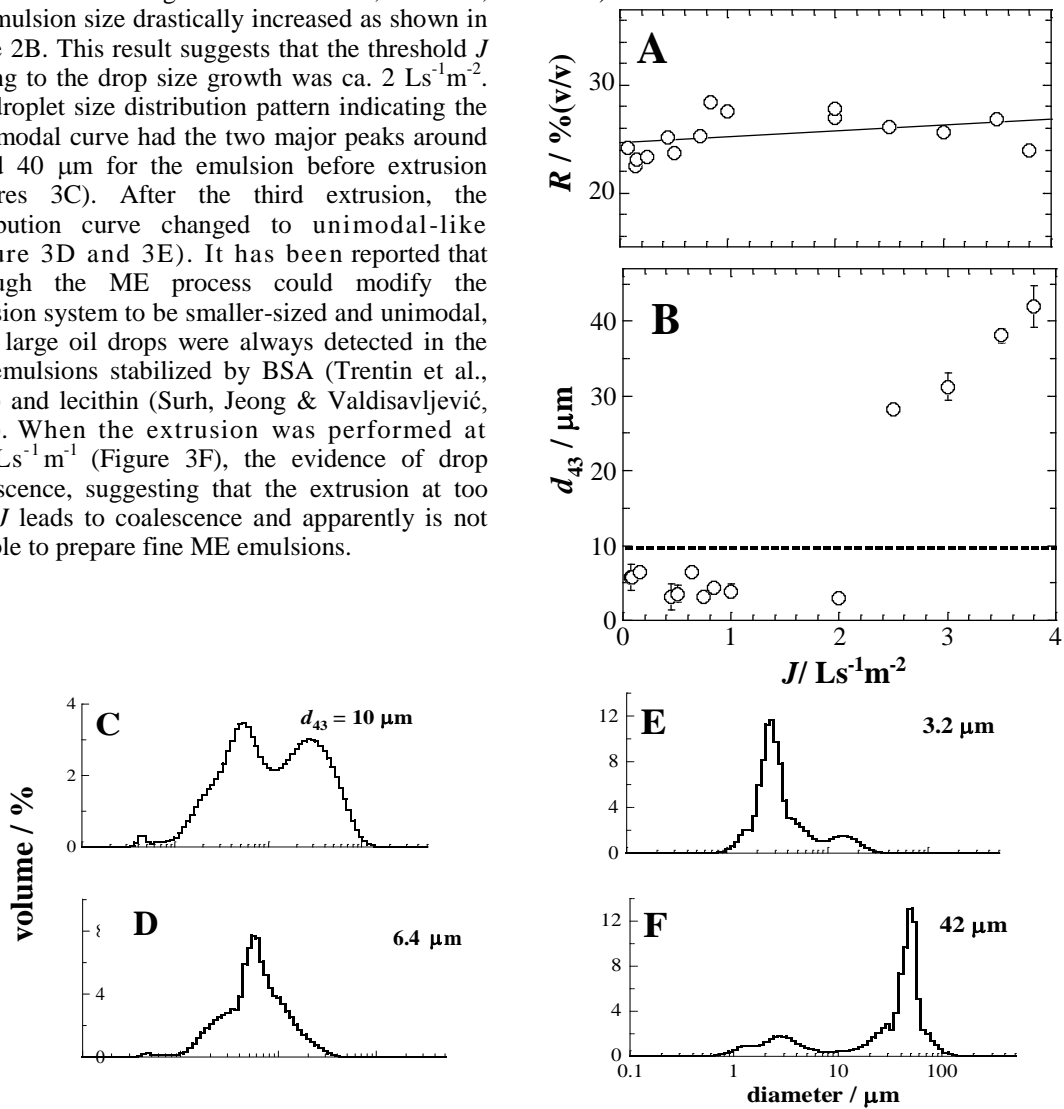 mulsion size drastically increased as shown in
e 2B. This result suggests that the threshold J
ng to the drop size growth was ca. 2 Ls⁻¹m⁻².
droplet size distribution pattern indicating the
modal curve had the two major peaks around
d 40 μm for the emulsion before extrusion
res 3C). After the third extrusion, the
bution curve changed to unimodal-like
ure 3D and 3E). It has been reported that
ugh the ME process could modify the
sion system to be smaller-sized and unimodal,
large oil drops were always detected in the
emulsions stabilized by BSA (Trentin et al.,
) and lecithin (Surh, Jeong & Valdisavljević,
). When the extrusion was performed at
Ls⁻¹m⁻¹ (Figure 3F), the evidence of drop
scence, suggesting that the extrusion at too
J leads to coalescence and apparently is not
ble to prepare fine ME emulsions.
A
R / %(v/v)
30
20
B
d₄₃ / μm
40
30
20
10
0
0 1 2 3 4
J/ Ls⁻¹m⁻²
C
d₄₃ = 10 μm
4
2
0
volume / %
D
6.4 μm
8
4
0
E
3.2 μm
12
8
4
0
F
42 μm
12
8
4
0
0.1 1 10 100
diameter / μm